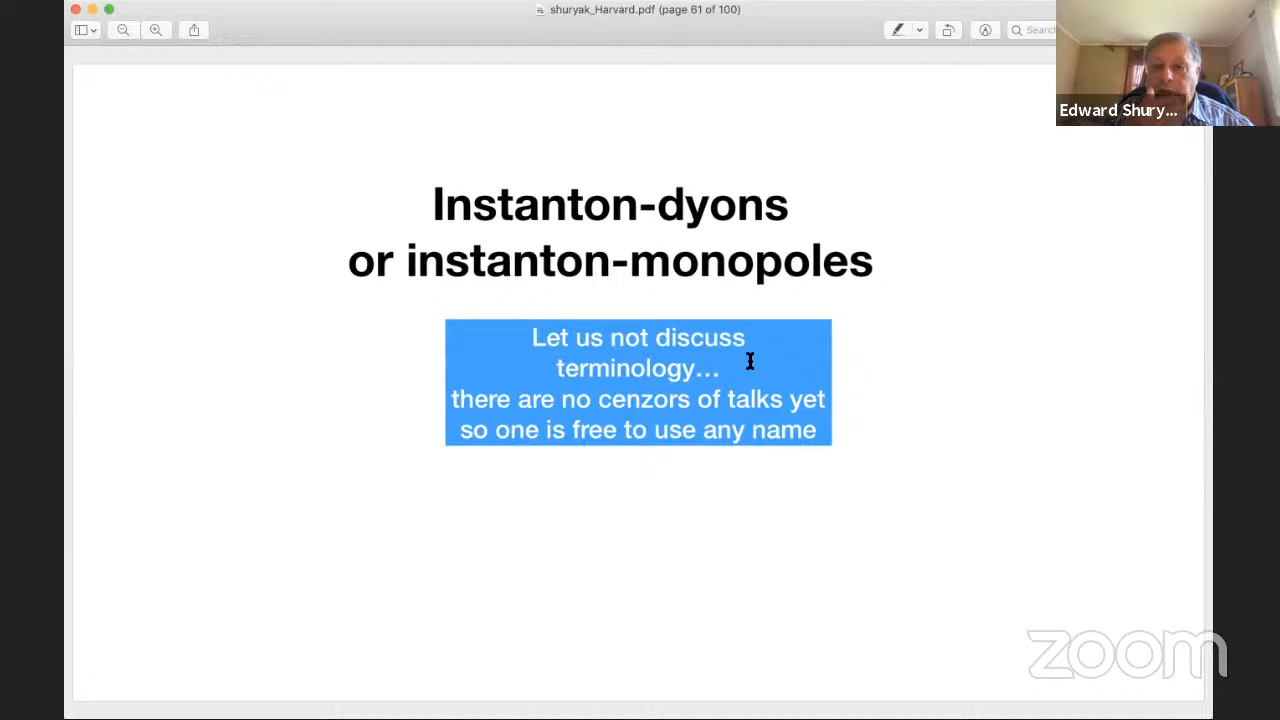 shuryak_Harvard.pdf (page 61 of 100)
Search
Edward Shury...
Instanton-dyons
or instanton-monopoles
Let us not discuss
terminology...
there are no cenzors of talks yet
so one is free to use any name
zoom